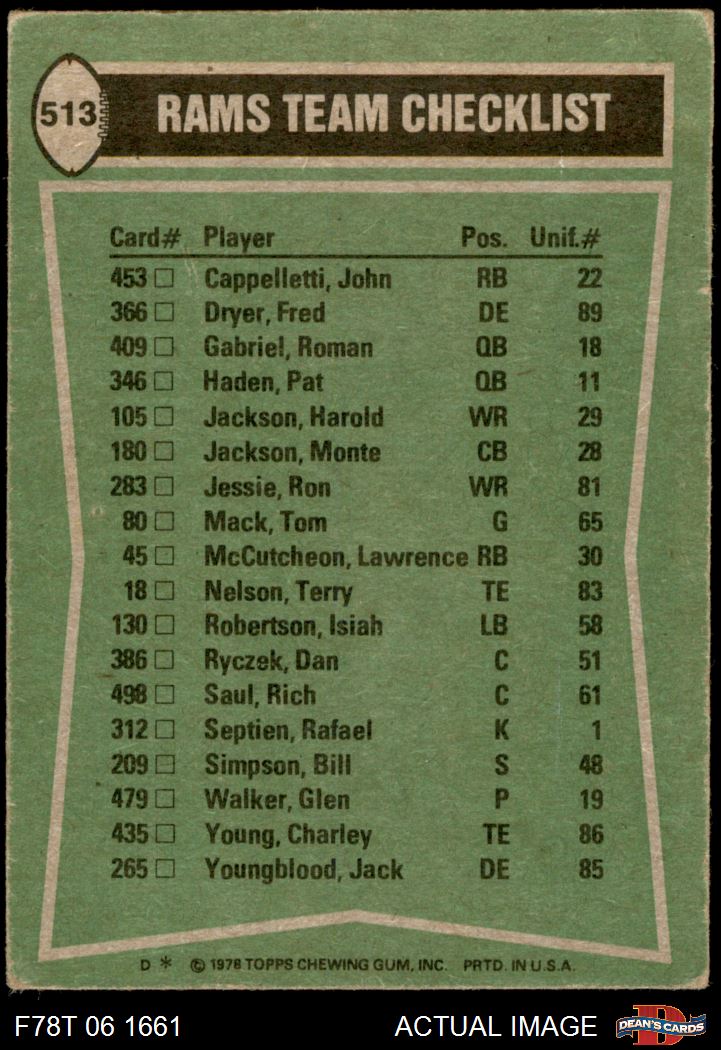 513
RAMS TEAM CHECKLIST
Card# Player Pos. Unif.#
453 □ Cappelletti, John RB 22
366 □ Dryer, Fred DE 89
409 □ Gabriel, Roman QB 18
346 □ Haden, Pat QB 11
105 □ Jackson, Harold WR 29
180 □ Jackson, Monte CB 28
283 □ Jessie, Ron WR 81
80 □ Mack, Tom G 65
45 □ McCutcheon, Lawrence RB 30
18 □ Nelson, Terry TE 83
130 □ Robertson, Isiah LB 58
386 □ Ryczek, Dan C 51
498 □ Saul, Rich C 61
312 □ Septien, Rafael K 1
209 □ Simpson, Bill S 48
479 □ Walker, Glen P 19
435 □ Young, Charley TE 86
265 □ Youngblood, Jack DE 85
D * © 1978 TOPPS CHEWING GUM, INC. PRTD. IN U.S.A.
F78T 06 1661 ACTUAL IMAGE D DEAN'S CARDS